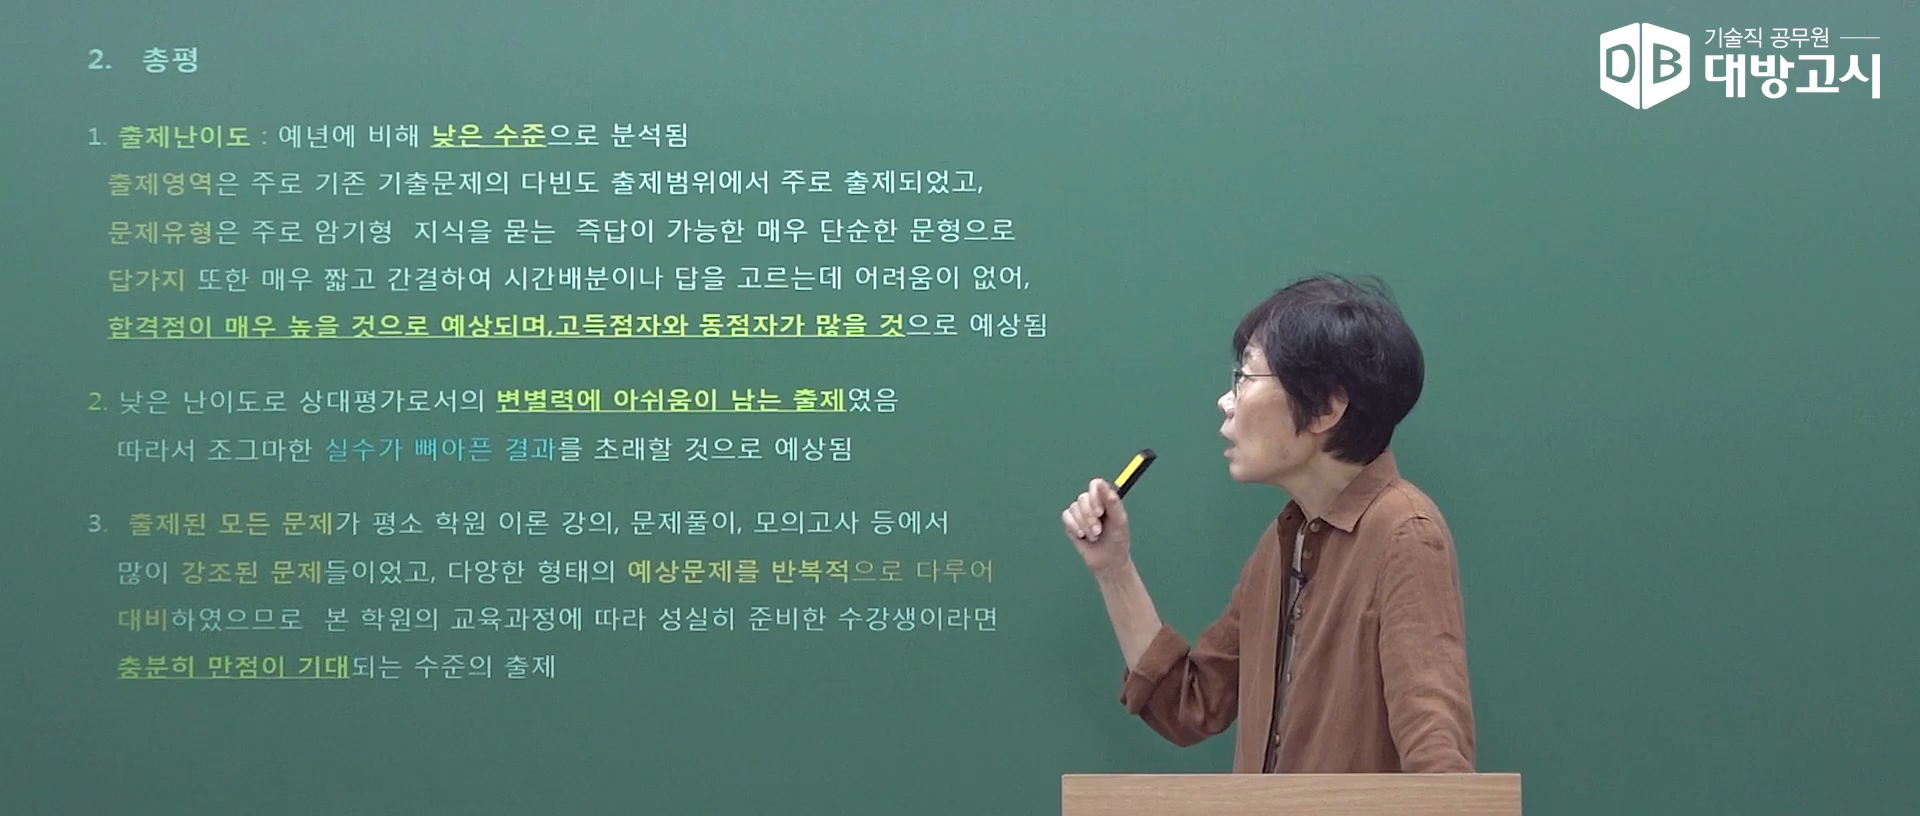 2. 총평
1. 출제난이도 : 예년에 비해 낮은 수준으로 분석됨
출제영역은 주로 기존 기출문제의 다빈도 출제범위에서 주로 출제되었고,
문제유형은 주로 암기형 지식을 묻는 즉답이 가능한 매우 단순한 문형으로
답가지 또한 매우 짧고 간결하여 시간배분이나 답을 고르는데 어려움이 없어,
합격점이 매우 높을 것으로 예상되며,고득점자와 동점자가 많을 것으로 예상됨
2. 낮은 난이도로 상대평가로서의 변별력에 아쉬움이 남는 출제였음
따라서 조그마한 실수가 뼈아픈 결과를 초래할 것으로 예상됨
3. 출제된 모든 문제가 평소 학원 이론 강의, 문제풀이, 모의고사 등에서
많이 강조된 문제들이었고, 다양한 형태의 예상문제를 반복적으로 다루어
대비하였으므로 본 학원의 교육과정에 따라 성실히 준비한 수강생이라면
충분히 만점이 기대되는 수준의 출제
DB
기술직 공무원
대방고시